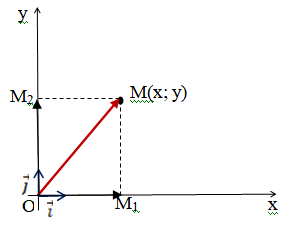 y
M₂ M(x; y)
j⃗
O i⃗ M₁ x